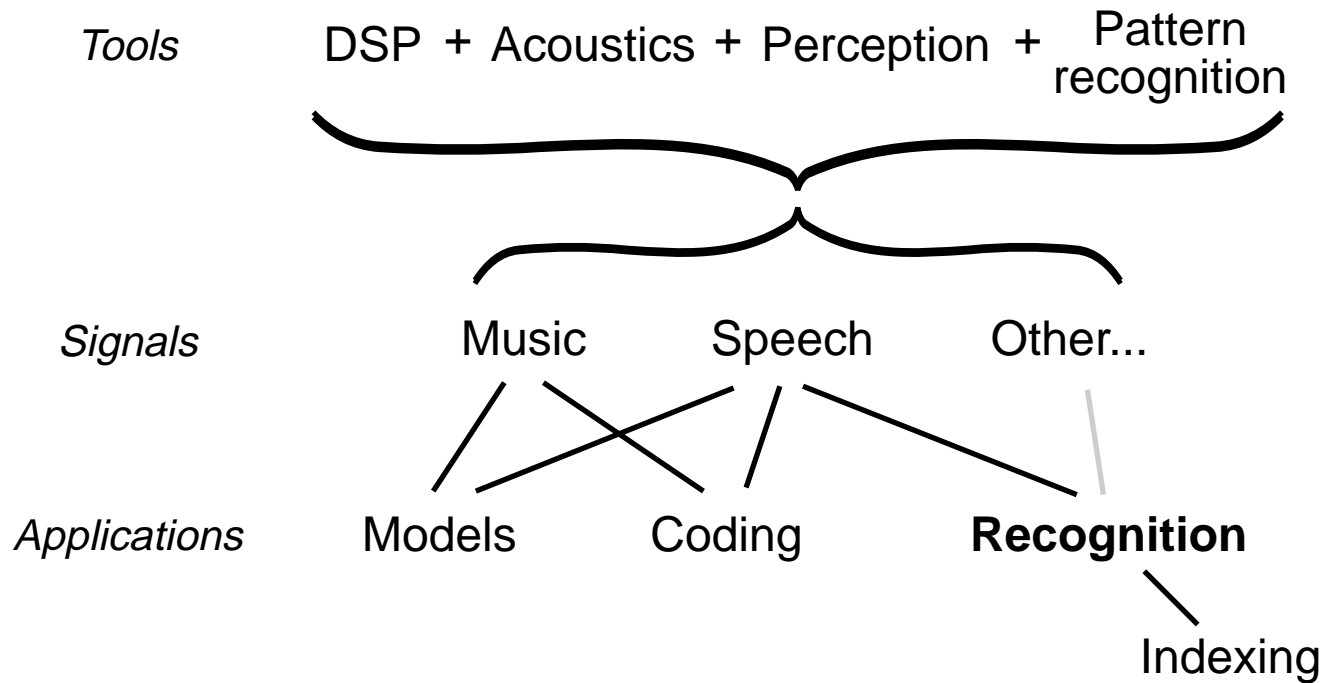 Tools DSP + Acoustics + Perception + Pattern
recognition
Signals Music Speech Other...
Applications Models Coding Recognition
Indexing